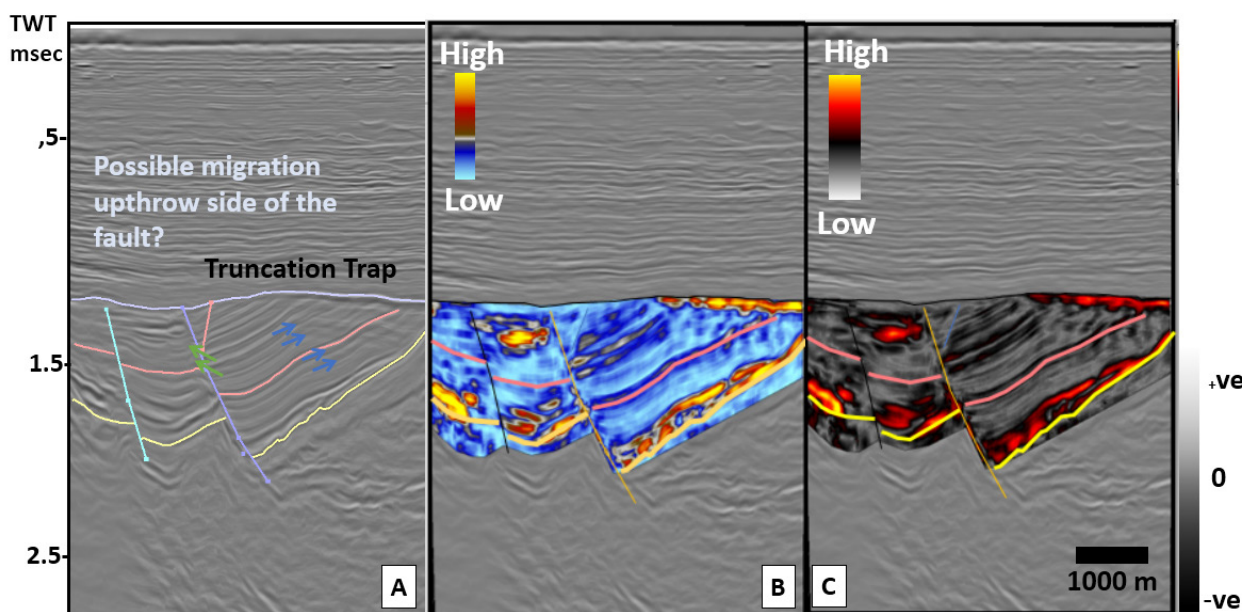 TWT
msec
,5-
1.5-
2.5-
Possible migration
upthrow side of the
fault?
Truncation Trap
A
High
Low
B
High
Low
C
1000 m
+ve
0
-ve